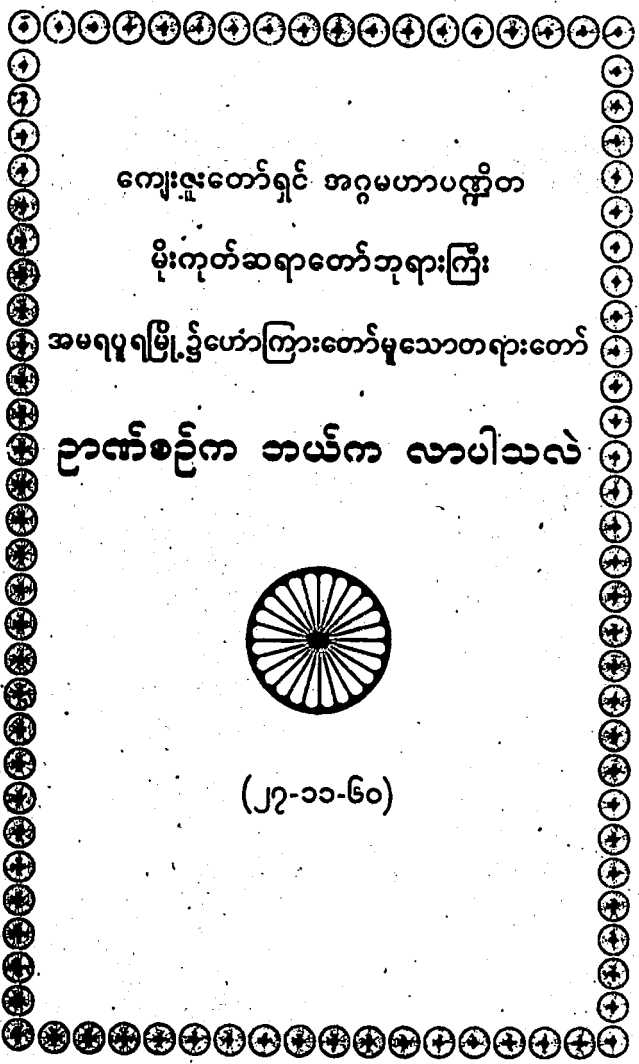 ကျေးဇူးတော်ရှင် အဂ္ဂမဟာပဏ္ဍိတ
မိုးကုတ်ဆရာတော်ဘုရားကြီး
အမရပူရမြို့၌ဟောကြားတော်မူသောတရားတော်
ဉာဏ်စဉ်က ဘယ်က လာပါသလဲ
(၂၇-၁၁-၆၀)